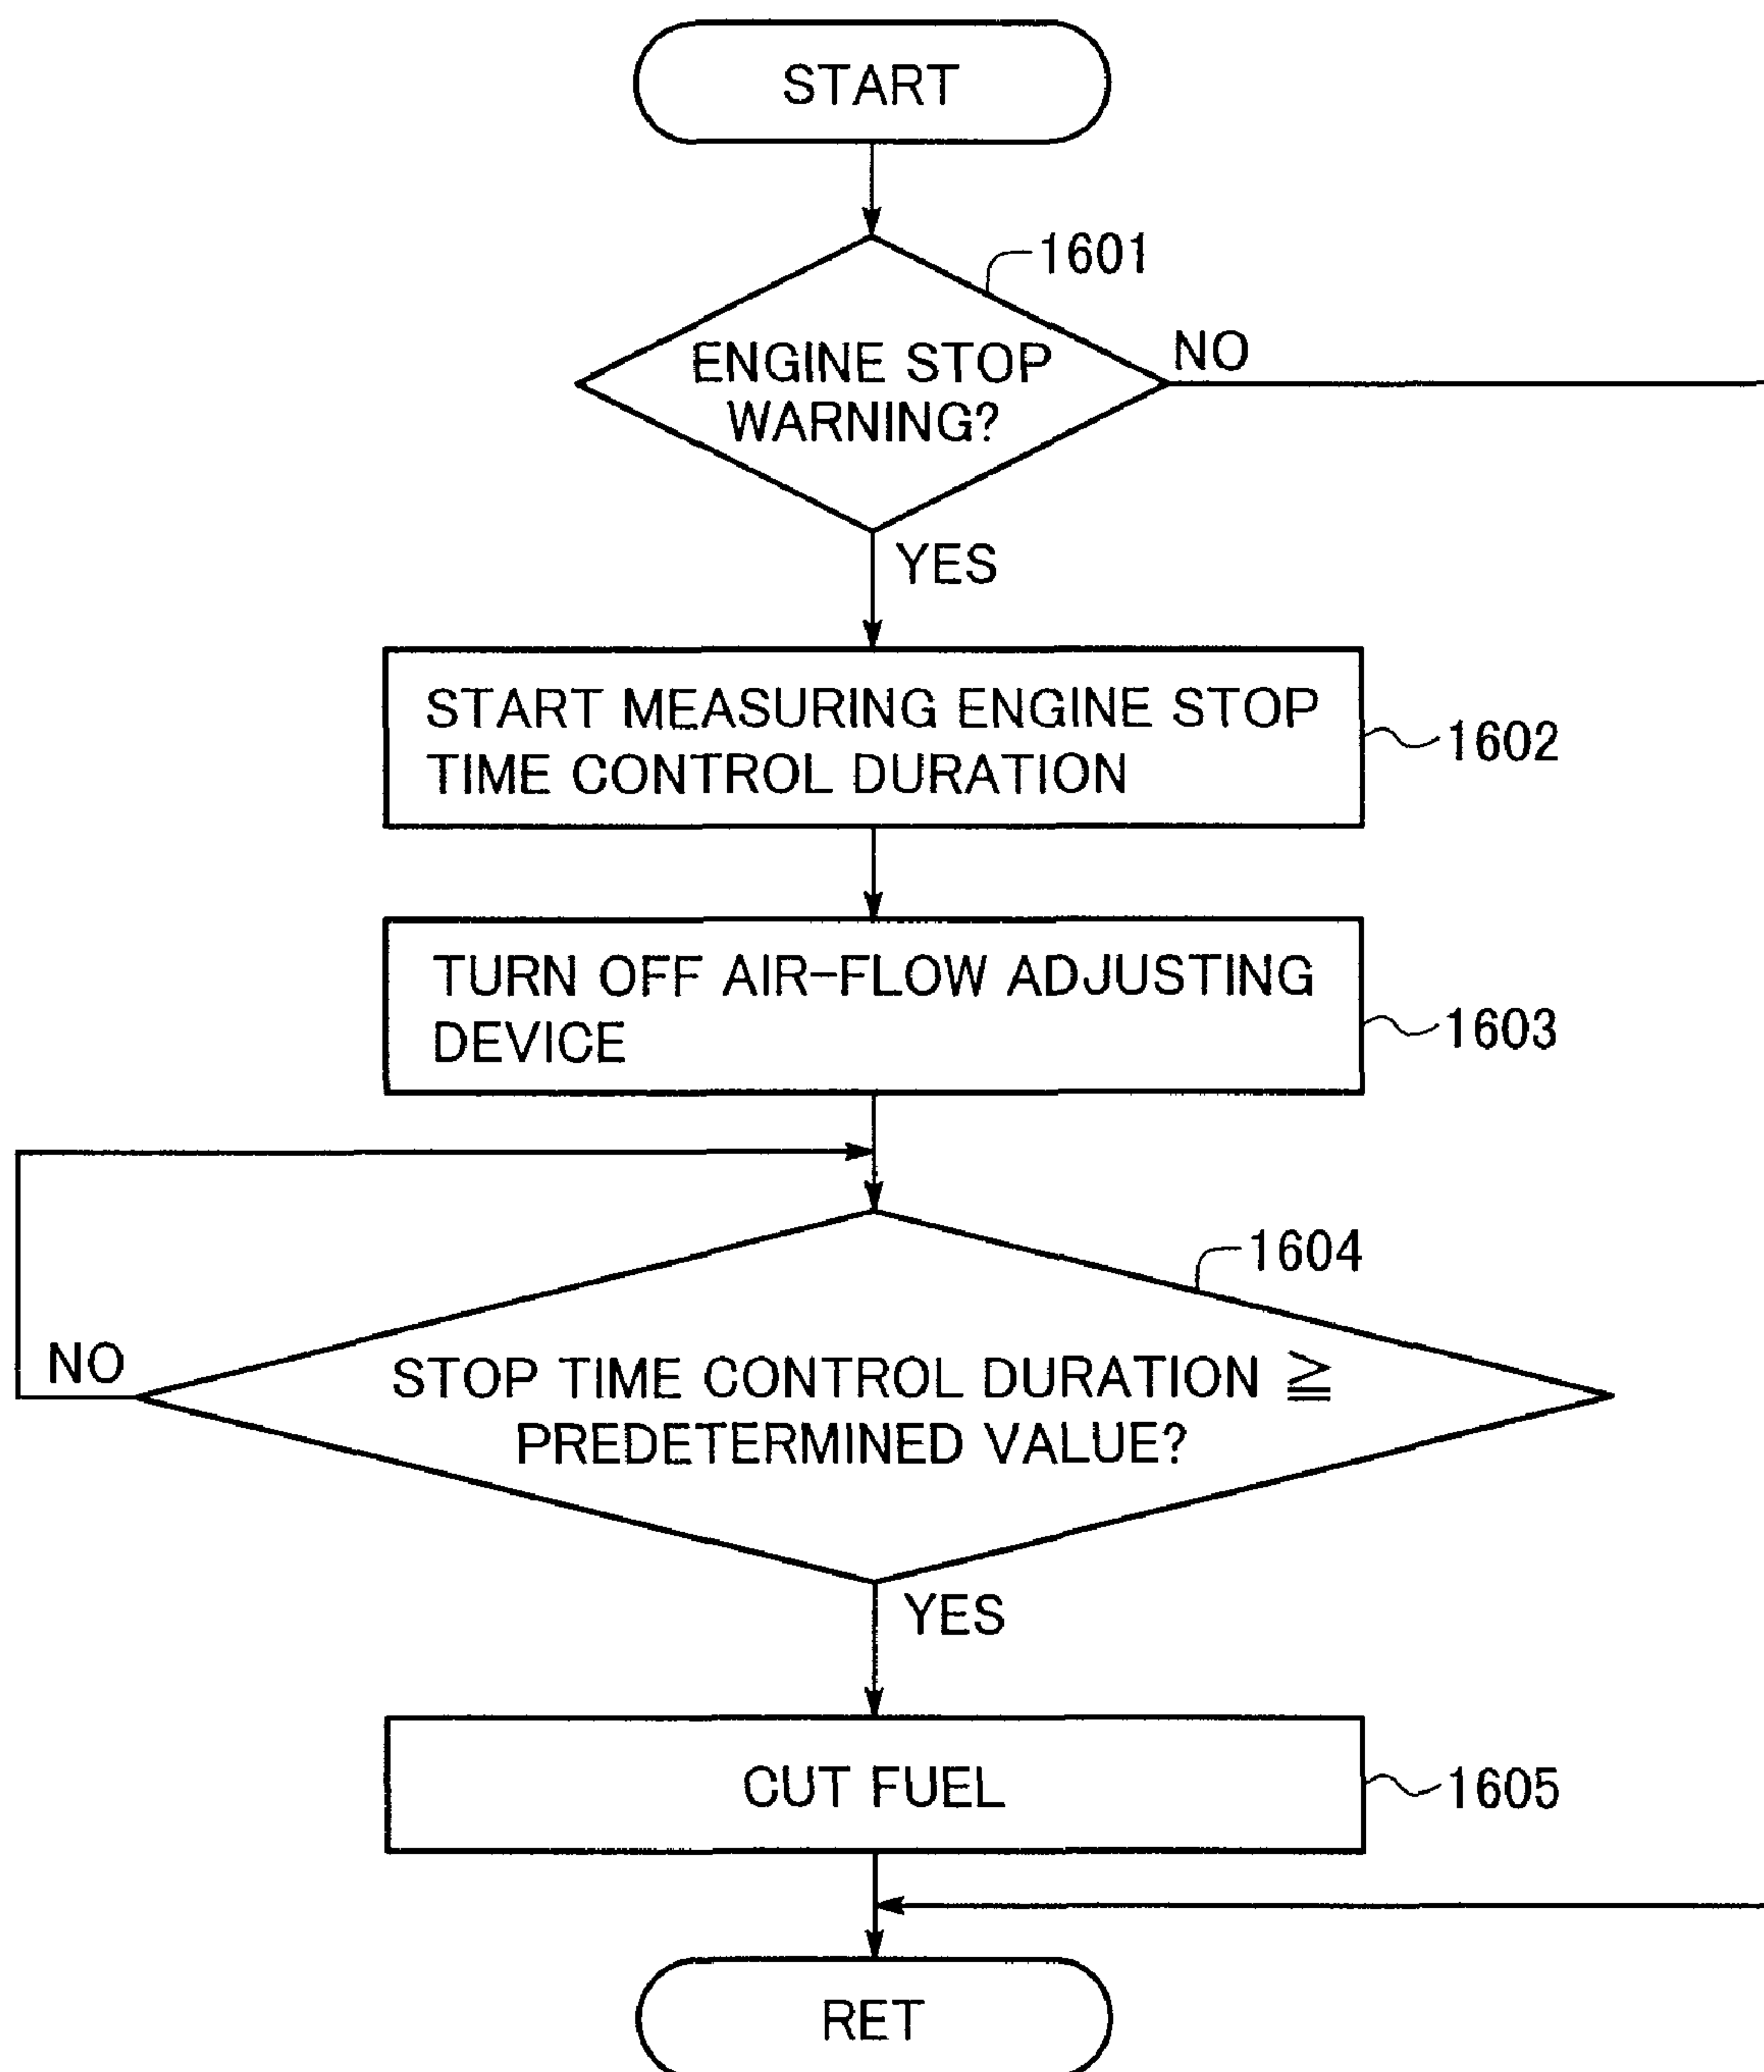 START
1601
ENGINE STOP
WARNING?
NO
YES
START MEASURING ENGINE STOP
TIME CONTROL DURATION
1602
TURN OFF AIR-FLOW ADJUSTING
DEVICE
1603
1604
NO
STOP TIME CONTROL DURATION ≧
PREDETERMINED VALUE?
YES
CUT FUEL
1605
RET